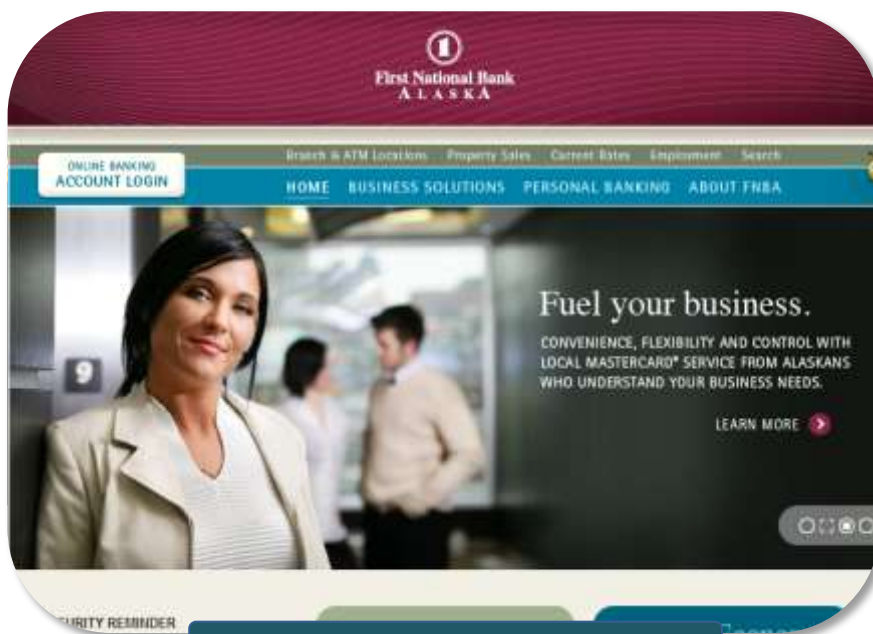 1
First National Bank
ALASKA
ONLINE BANKING
ACCOUNT LOGIN
Branch & ATM Locations Property Sales Current Rates Employment Search
HOME BUSINESS SOLUTIONS PERSONAL BANKING ABOUT FNBA
9
Fuel your business.
CONVENIENCE, FLEXIBILITY AND CONTROL WITH
LOCAL MASTERCARD® SERVICE FROM ALASKANS
WHO UNDERSTAND YOUR BUSINESS NEEDS.
LEARN MORE
REMINDER